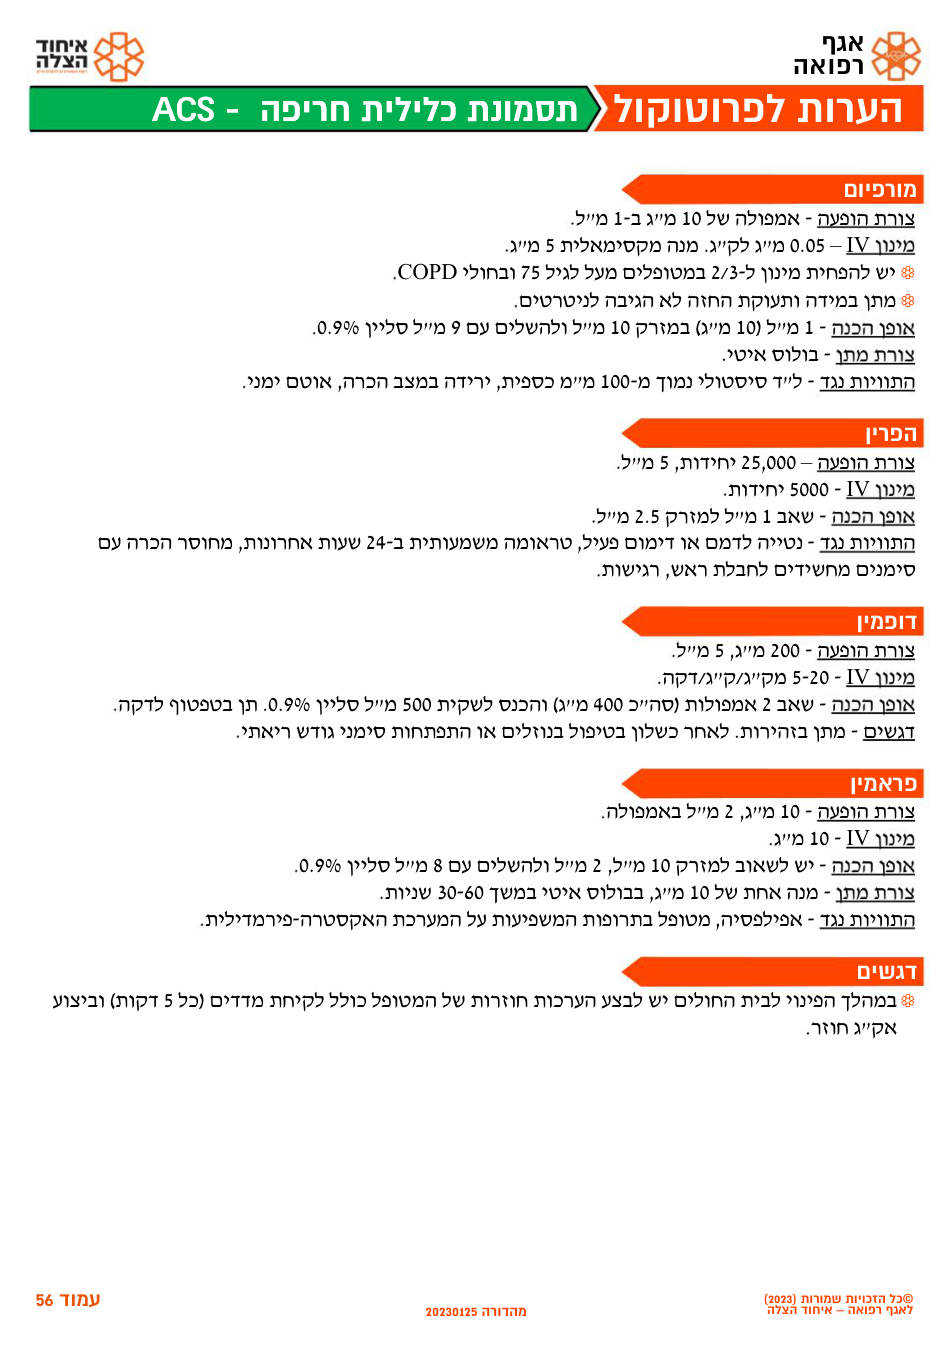 אגף
רפואה
איחוד
הצלה
הערות לפרוטוקול
תסמונת כלילית חריפה - ACS
מורפיום
צורת הופעה - אמפולה של 10 מ״ג ב-1 מ״ל.
מינון IV – 0.05 מ״ג לק״ג. מנה מקסימאלית 5 מ״ג.
יש להפחית מינון ל-2/3 במטופלים מעל לגיל 75 ובחולי COPD.
מתן במידה ותעוקת החזה לא הגיבה לניטרטים.
אופן הכנה - 1 מ״ל (10 מ״ג) במזרק 10 מ״ל ולהשלים עם 9 מ״ל סליין 0.9%.
צורת מתן - בולוס איטי.
התוויות נגד - ל״ד סיסטולי נמוך מ-100 מ״מ כספית, ירידה במצב הכרה, אוטם ימני.
הפרין
צורת הופעה – 25,000 יחידות, 5 מ״ל.
מינון IV - 5000 יחידות.
אופן הכנה - שאב 1 מ״ל למזרק 2.5 מ״ל.
התוויות נגד - נטייה לדמם או דימום פעיל, טראומה משמעותית ב-24 שעות אחרונות, מחוסר הכרה עם
סימנים מחשידים לחבלת ראש, רגישות.
דופמין
צורת הופעה - 200 מ״ג, 5 מ״ל.
מינון IV - 5-20 מק״ג/ק״ג/דקה.
אופן הכנה - שאב 2 אמפולות (סה״כ 400 מ״ג) והכנס לשקית 500 מ״ל סליין 0.9%. תן בטפטוף לדקה.
דגשים - מתן בזהירות. לאחר כשלון בטיפול בנוזלים או התפתחות סימני גודש ריאתי.
פראמין
צורת הופעה - 10 מ״ג, 2 מ״ל באמפולה.
מינון IV - 10 מ״ג.
אופן הכנה - יש לשאוב למזרק 10 מ״ל, 2 מ״ל ולהשלים עם 8 מ״ל סליין 0.9%.
צורת מתן - מנה אחת של 10 מ״ג, בבולוס איטי במשך 30-60 שניות.
התוויות נגד - אפילפסיה, מטופל בתרופות המשפיעות על המערכת האקסטרה-פירמדילית.
דגשים
במהלך הפינוי לבית החולים יש לבצע הערכות חוזרות של המטופל כולל לקיחת מדדים (כל 5 דקות) וביצוע
אק״ג חוזר.
©כל הזכויות שמורות (2023)
לאגף רפואה – איחוד הצלה
מהדורה 20230125
עמוד 56